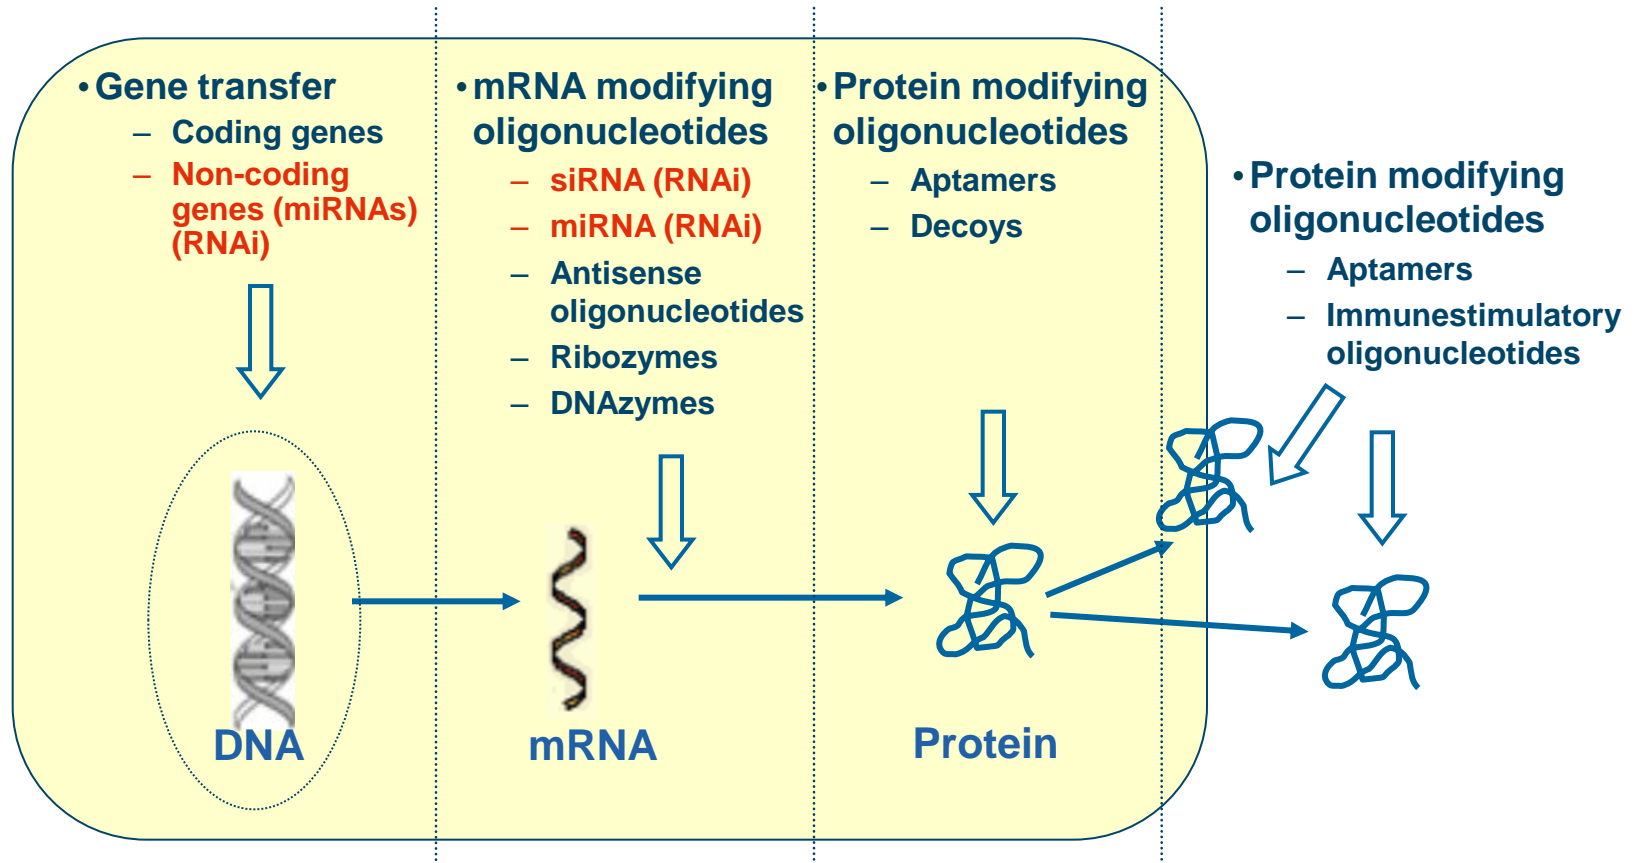 •Gene transfer
– Coding genes
– Non-coding
genes (miRNAs)
(RNAi)
•mRNA modifying
oligonucleotides
– siRNA (RNAi)
– miRNA (RNAi)
– Antisense
oligonucleotides
– Ribozymes
– DNAzymes
•Protein modifying
oligonucleotides
– Aptamers
– Decoys
•Protein modifying
oligonucleotides
– Aptamers
– Immunestimulatory
oligonucleotides
DNA
mRNA
Protein